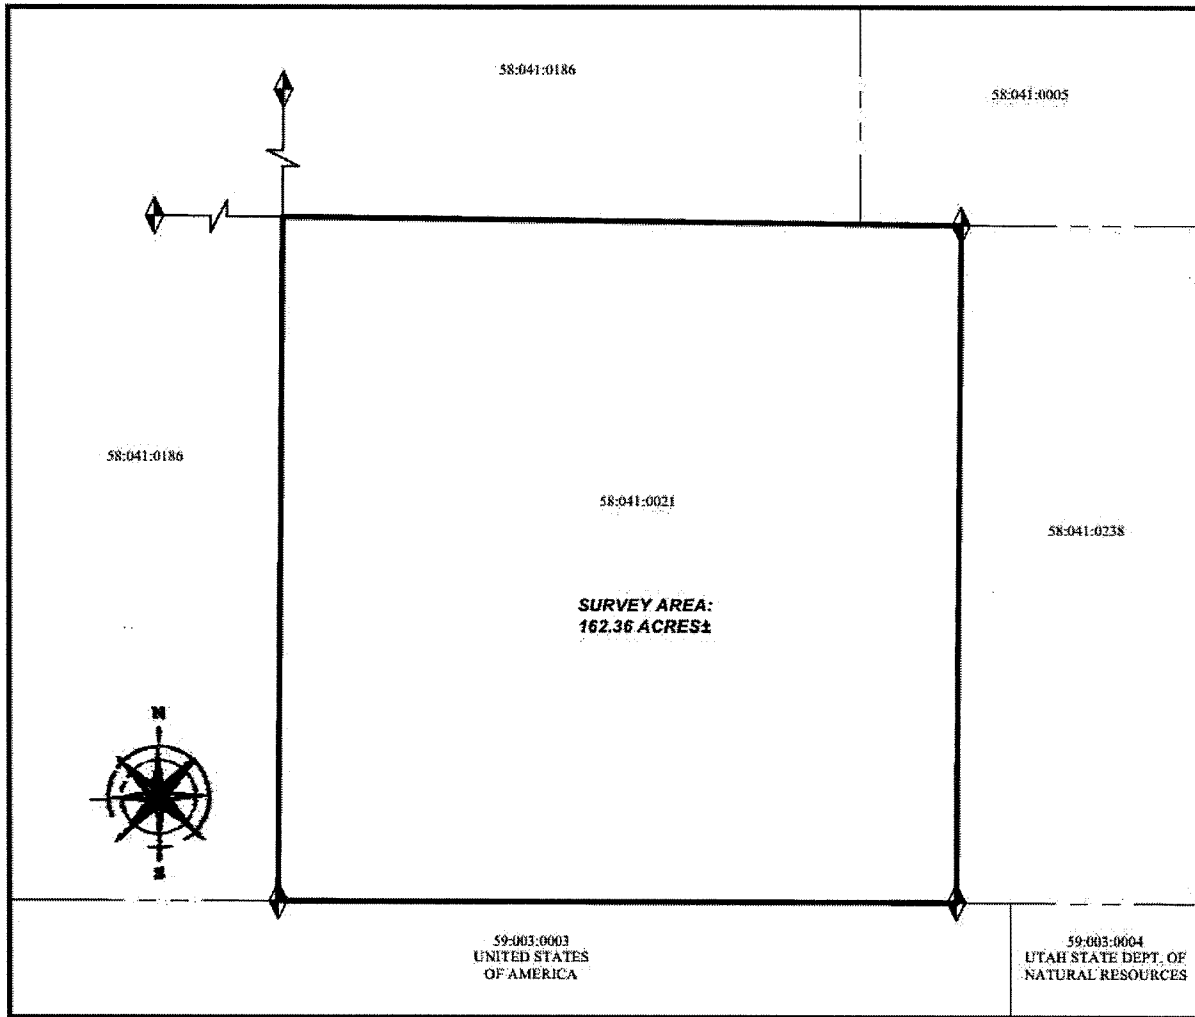 58:041:0186
58:041:0005
58:041:0186
58:041:0021
58:041:0238
SURVEY AREA:
162.36 ACRES±
N
S
59:003:0003
UNITED STATES
OF AMERICA
59:003:0004
UTAH STATE DEPT. OF
NATURAL RESOURCES